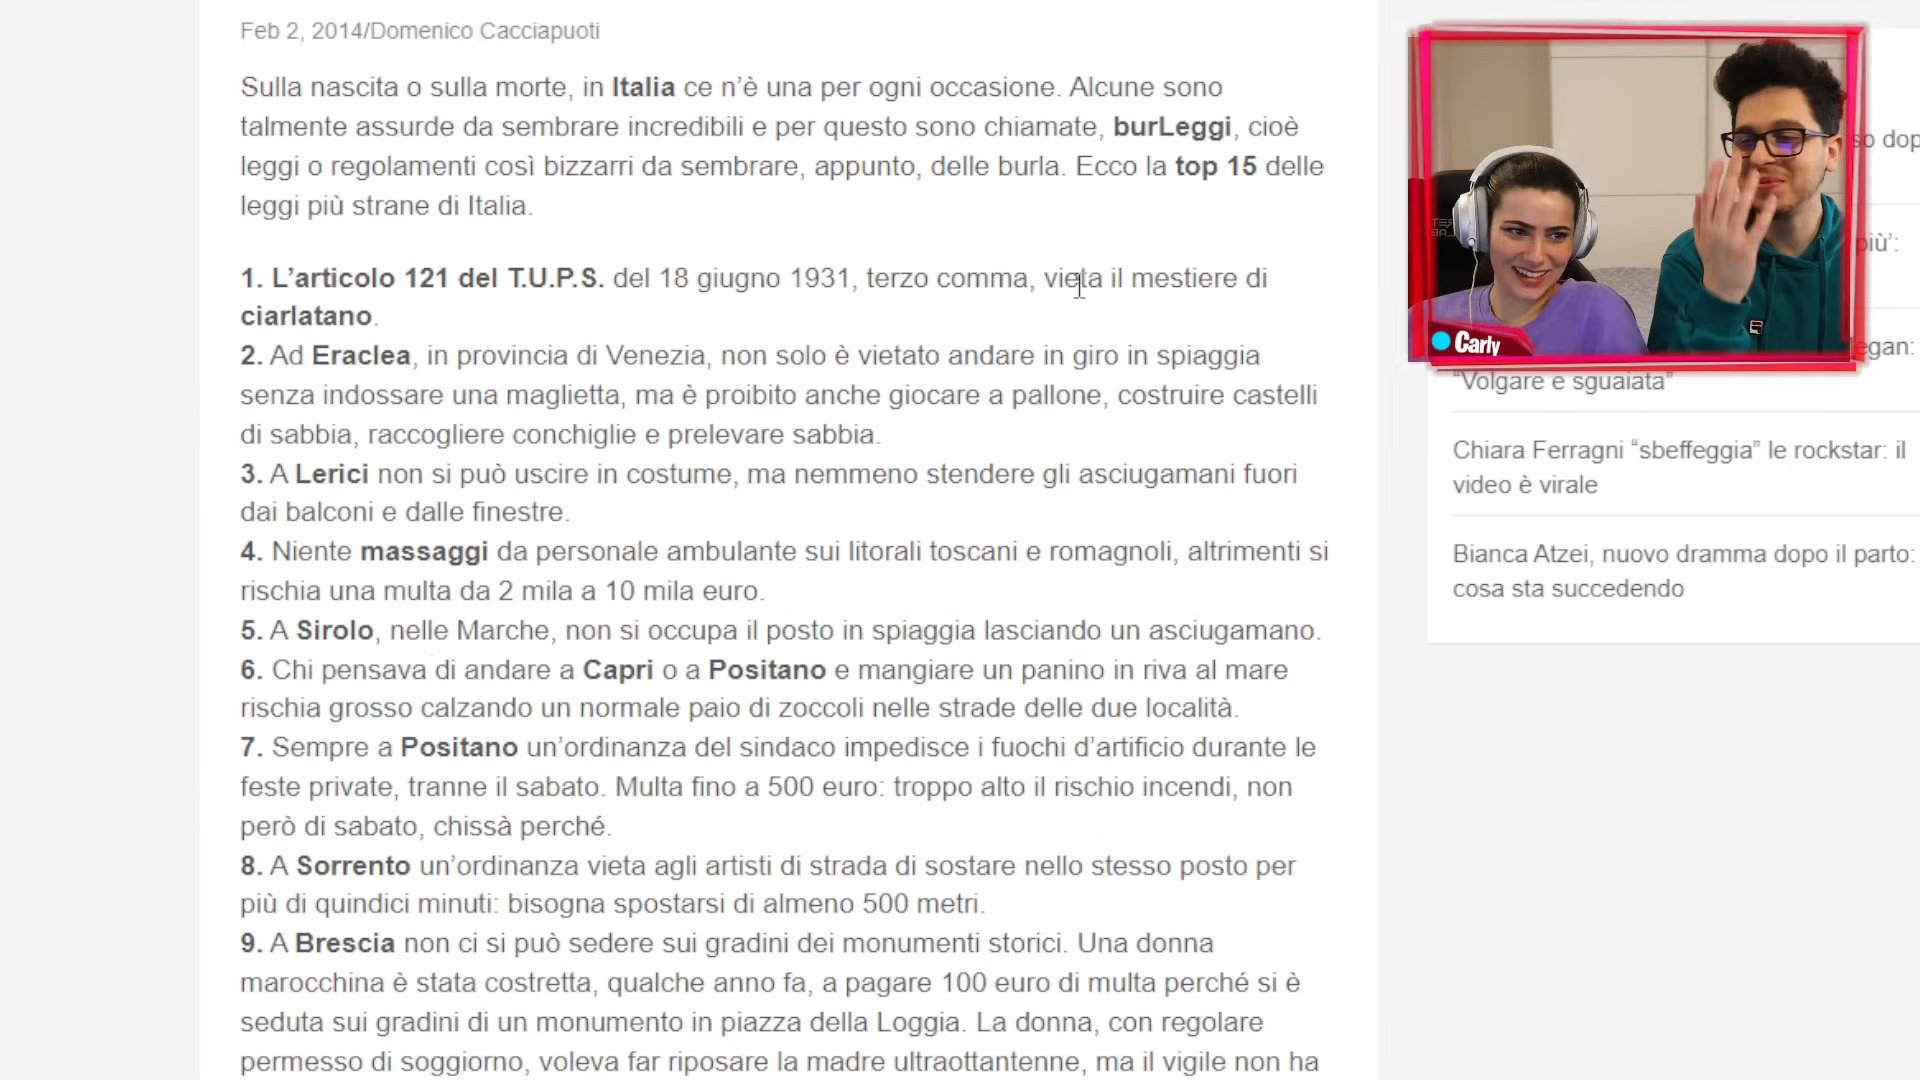 Feb 2, 2014/Domenico Cacciapuoti
Sulla nascita o sulla morte, in Italia ce n’è una per ogni occasione. Alcune sono
talmente assurde da sembrare incredibili e per questo sono chiamate, burLeggi, cioè
leggi o regolamenti così bizzarri da sembrare, appunto, delle burla. Ecco la top 15 delle
leggi più strane di Italia.
1. L’articolo 121 del T.U.P.S. del 18 giugno 1931, terzo comma, vieta il mestiere di
ciarlatano.
2. Ad Eraclea, in provincia di Venezia, non solo è vietato andare in giro in spiaggia
senza indossare una maglietta, ma è proibito anche giocare a pallone, costruire castelli
di sabbia, raccogliere conchiglie e prelevare sabbia.
3. A Lerici non si può uscire in costume, ma nemmeno stendere gli asciugamani fuori
dai balconi e dalle finestre.
4. Niente massaggi da personale ambulante sui litorali toscani e romagnoli, altrimenti si
rischia una multa da 2 mila a 10 mila euro.
5. A Sirolo, nelle Marche, non si occupa il posto in spiaggia lasciando un asciugamano.
6. Chi pensava di andare a Capri o a Positano e mangiare un panino in riva al mare
rischia grosso calzando un normale paio di zoccoli nelle strade delle due località.
7. Sempre a Positano un’ordinanza del sindaco impedisce i fuochi d’artificio durante le
feste private, tranne il sabato. Multa fino a 500 euro: troppo alto il rischio incendi, non
però di sabato, chissà perché.
8. A Sorrento un’ordinanza vieta agli artisti di strada di sostare nello stesso posto per
più di quindici minuti: bisogna spostarsi di almeno 500 metri.
9. A Brescia non ci si può sedere sui gradini dei monumenti storici. Una donna
marocchina è stata costretta, qualche anno fa, a pagare 100 euro di multa perché si è
seduta sui gradini di un monumento in piazza della Loggia. La donna, con regolare
permesso di soggiorno, voleva far riposare la madre ultraottantenne, ma il vigile non ha
Carly
so dop
più’:
egan:
“Volgare e sguaiata”
Chiara Ferragni “sbeffeggia” le rockstar: il
video è virale
Bianca Atzei, nuovo dramma dopo il parto:
cosa sta succedendo